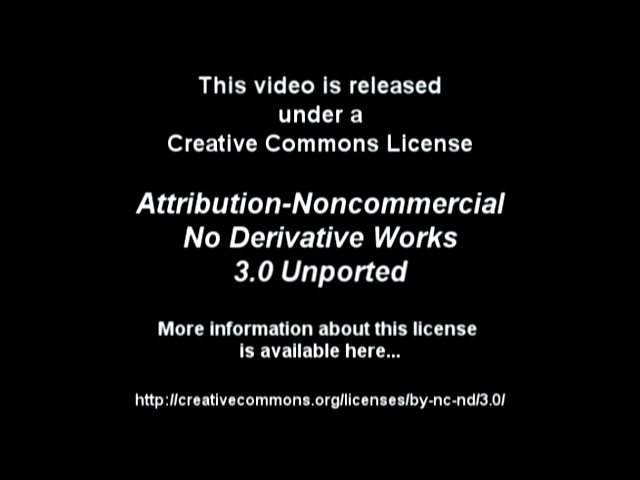 This video is released
under a
Creative Commons License
Attribution-Noncommercial
No Derivative Works
3.0 Unported
More information about this license
is available here...
http://creativecommons.org/licenses/by-nc-nd/3.0/